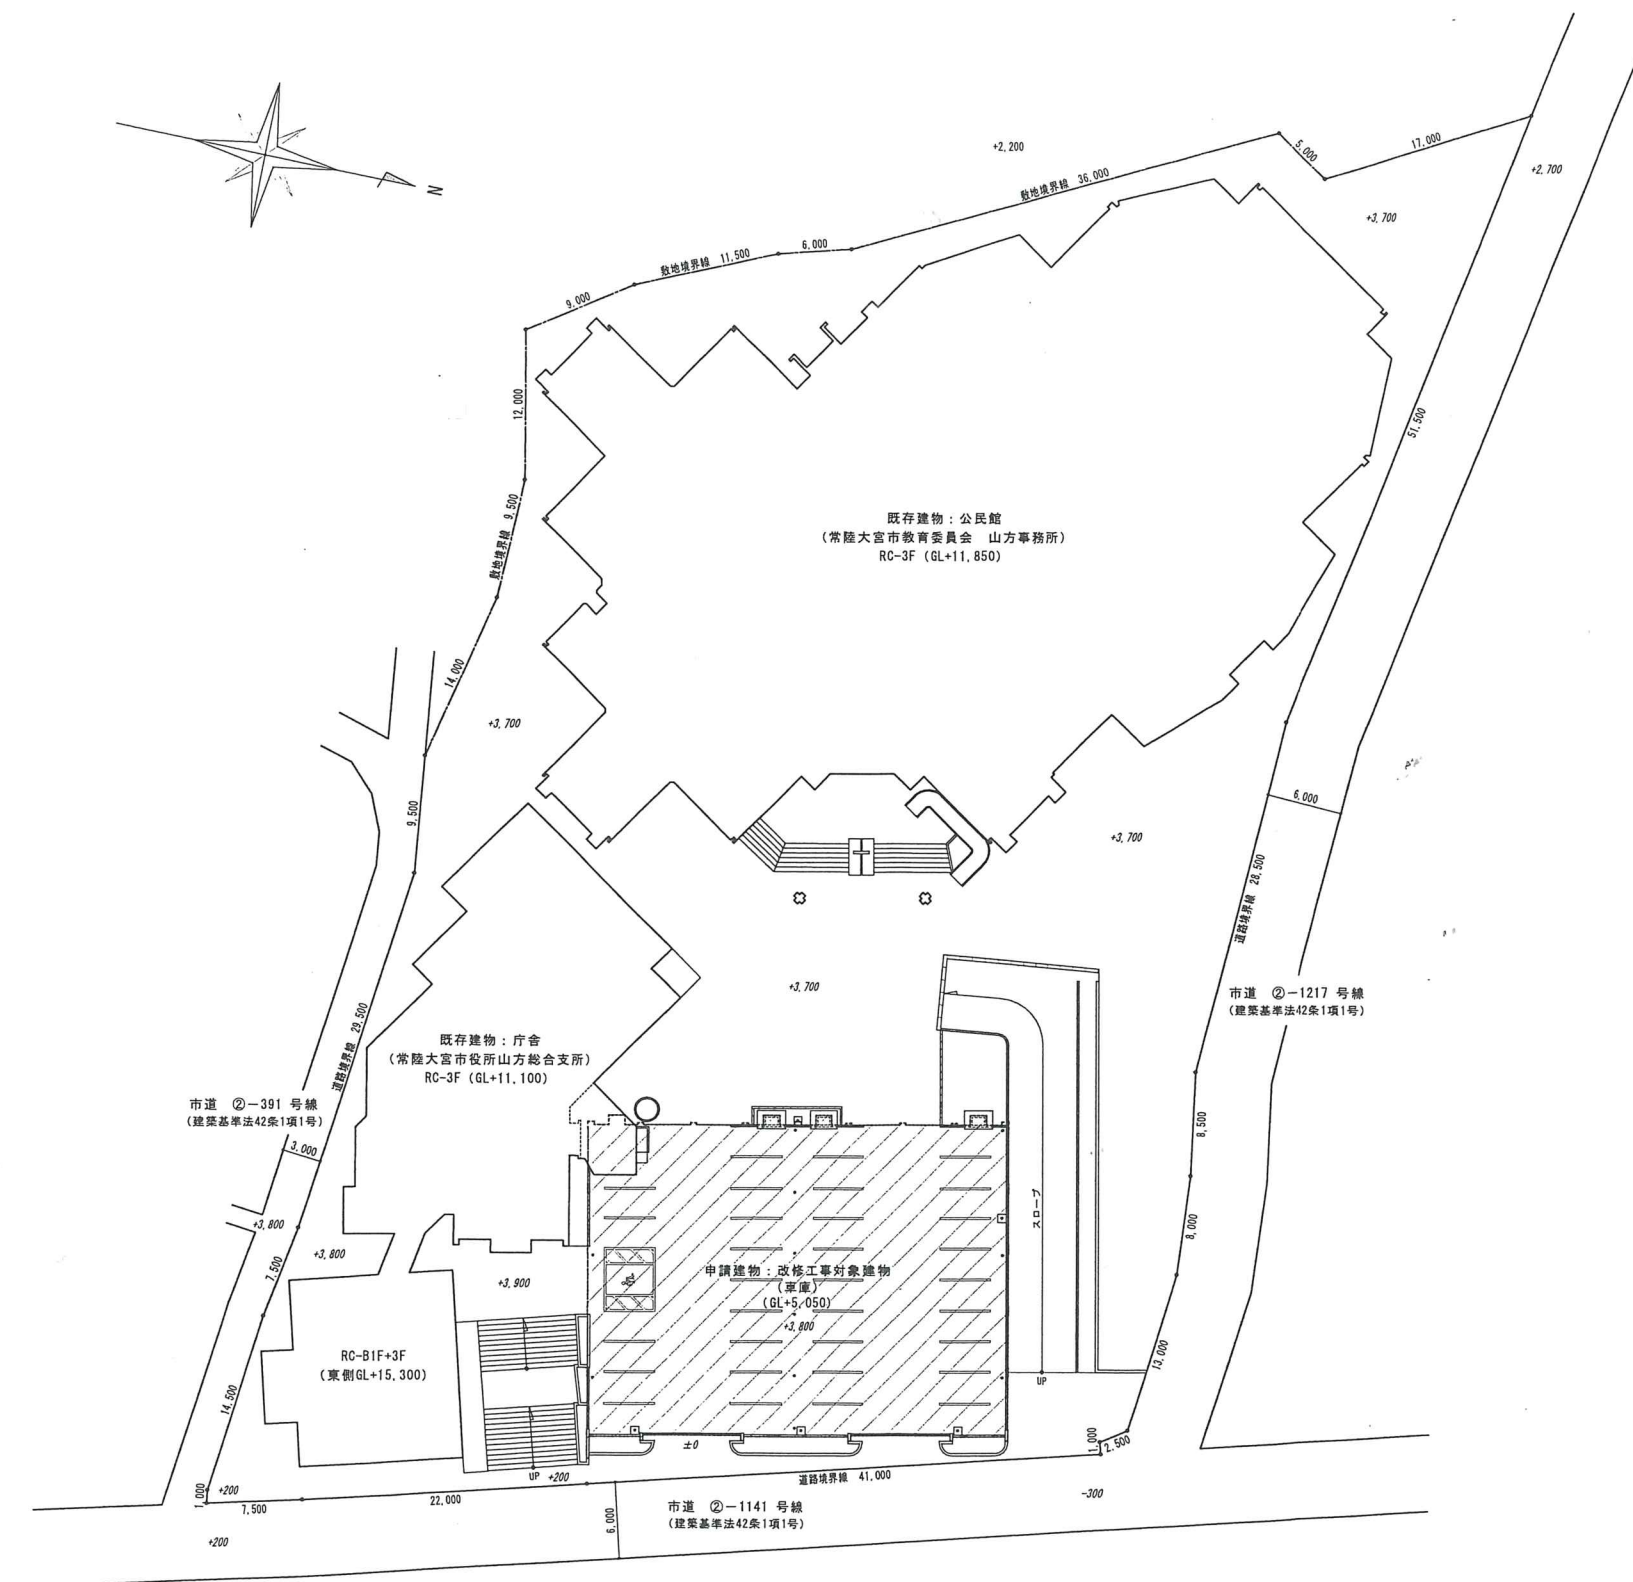 N
+2,200
5,000
17,000
+2,700
敷地境界線 36,000
+3,700
敷地境界線 11,500
6,000
9,000
12,000
51,500
敷地境界線 9,500
既存建物：公民館
(常陸大宮市教育委員会 山方事務所)
RC-3F (GL+11,850)
14,000
+3,700
6,000
9,500
+3,700
道路境界線 28,500
+3,700
市道 ②-1217 号線
(建築基準法42条1項1号)
道路境界線 29,500
既存建物：庁舎
(常陸大宮市役所山方総合支所)
RC-3F (GL+11,100)
市道 ②-391 号線
(建築基準法42条1項1号)
3,000
8,500
スロープ
+3,800
8,000
+3,800
7,500
+3,900
申請建物：改修工事対象建物
(車庫)
(GL+5,050)
+3,800
RC-B1F+3F
(東側GL+15,300)
13,000
UP
14,500
±0
1,000
2,500
UP
+200
道路境界線 41,000
1,000
+200
7,500
22,000
-300
市道 ②-1141 号線
(建築基準法42条1項1号)
6,000
+200